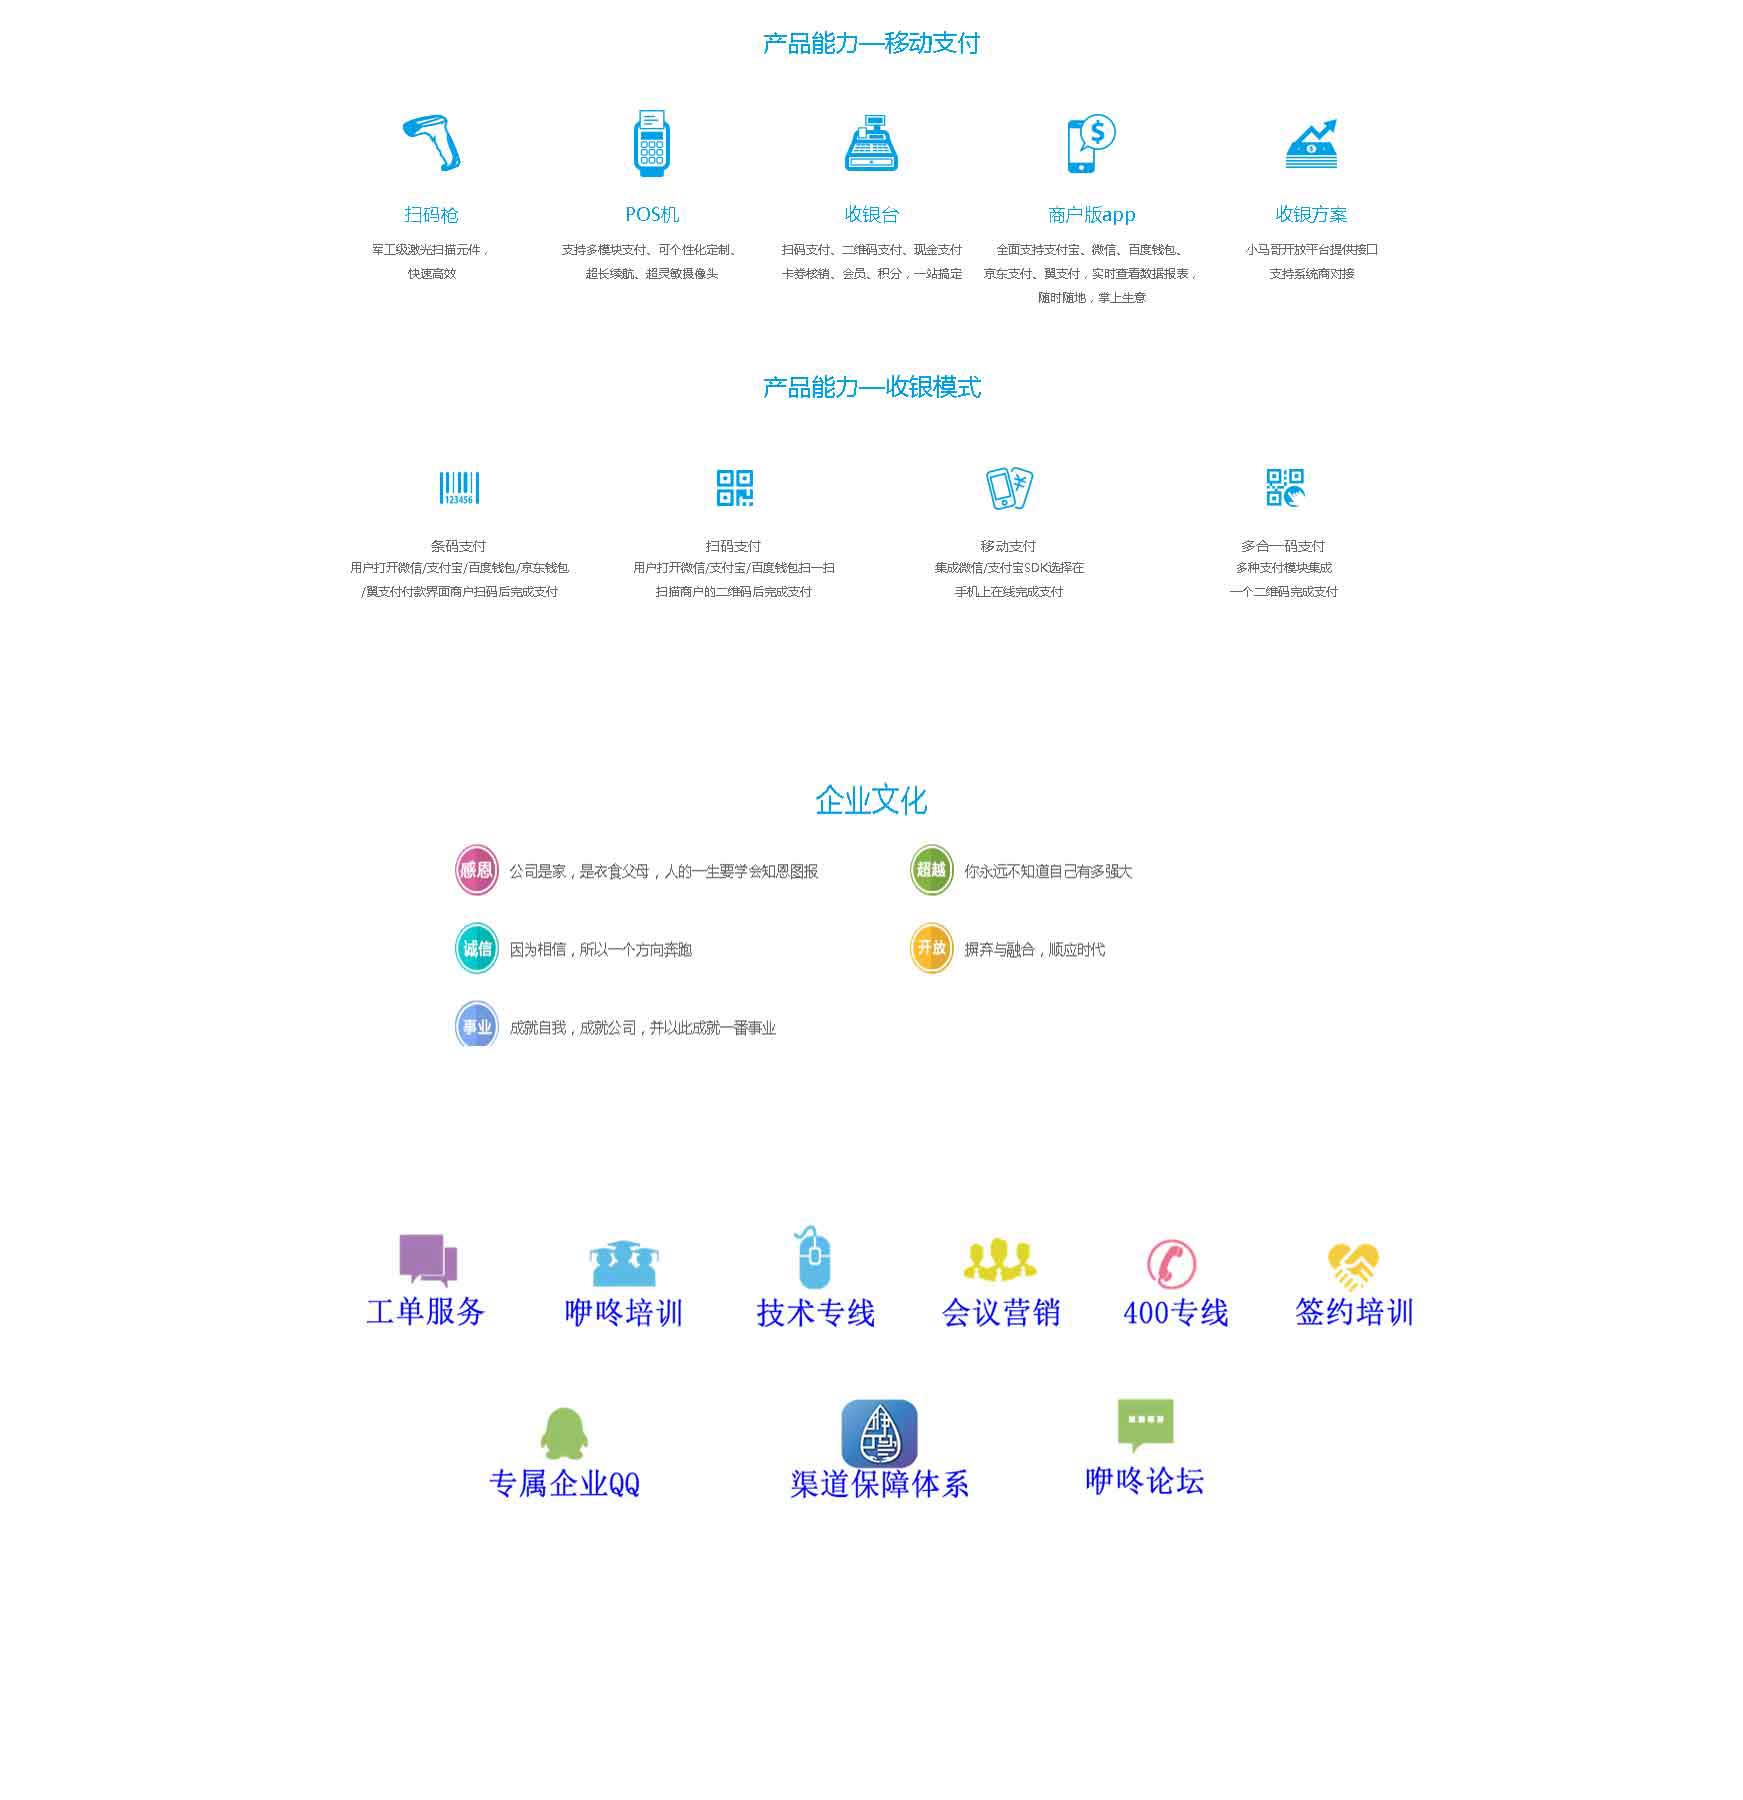 产品能力—移动支付
扫码枪
POS机
收银台
商户版app
收银方案
军工级激光扫描元件，
快速高效
支持多模块支付、可个性化定制、
超长续航、超灵敏摄像头
扫码支付、二维码支付、现金支付
卡券核销、会员、积分，一站搞定
全面支持支付宝、微信、百度钱包、
京东支付、翼支付，实时查看数据报表，
随时随地，掌上生意
小马哥开放平台提供接口
支持系统商对接
产品能力—收银模式
123456
条码支付
用户打开微信/支付宝/百度钱包/京东钱包
/翼支付付款界面商户扫码后完成支付
扫码支付
用户打开微信/支付宝/百度钱包扫一扫
扫描商户的二维码后完成支付
移动支付
集成微信/支付宝SDK选择在
手机上在线完成支付
多合一码支付
多种支付模块集成
一个二维码完成支付
企业文化
感恩 公司是家，是衣食父母，人的一生要学会知恩图报
超越 你永远不知道自己有多强大
诚信 因为相信，所以一个方向奔跑
开放 摒弃与融合，顺应时代
事业 成就自我，成就公司，并以此成就一番事业
工单服务
咿咚培训
技术专线
会议营销
400专线
签约培训
专属企业QQ
渠道保障体系
咿咚论坛